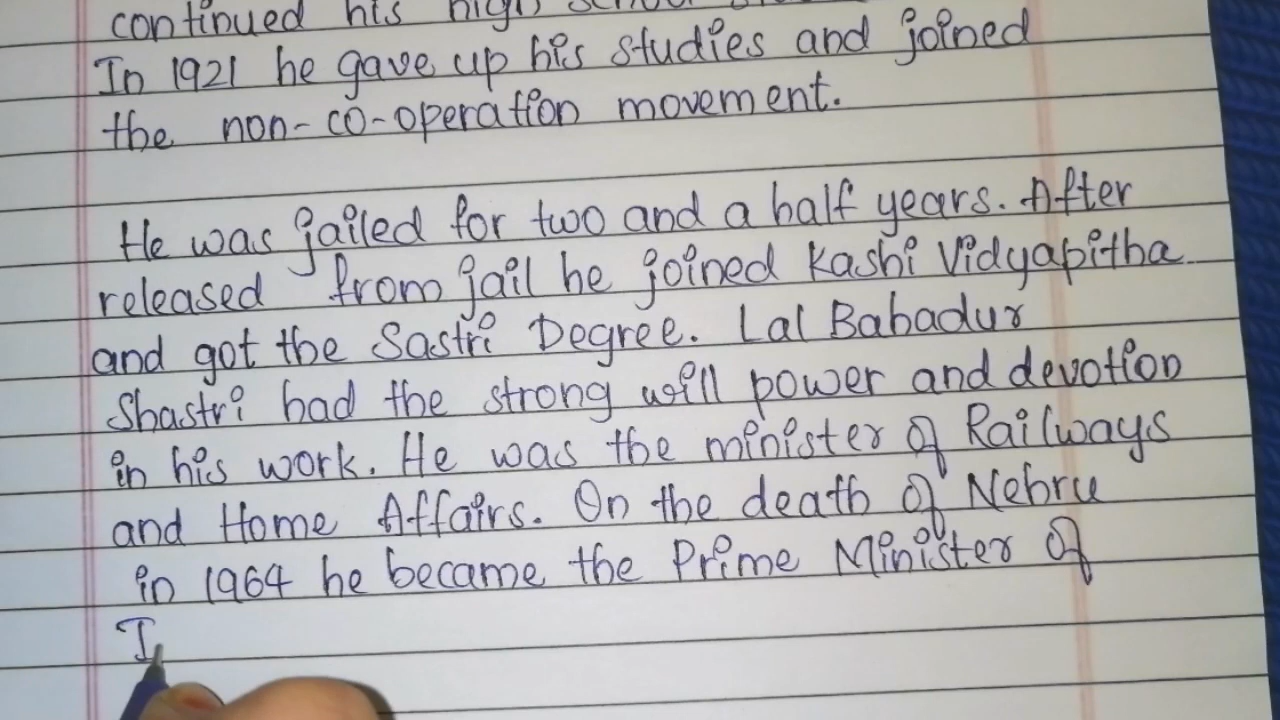 continued his high school
In 1921 he gave up his studies and joined
the non-co-operation movement.
He was jailed for two and a half years. After
released from jail he joined Kashi Vidyapitha
and got the Sastri Degree. Lal Bahadur
Shastri had the strong will power and devotion
in his work. He was the minister of Railways
and Home Affairs. On the death of Nehru
in 1964 he became the Prime Minister of
I